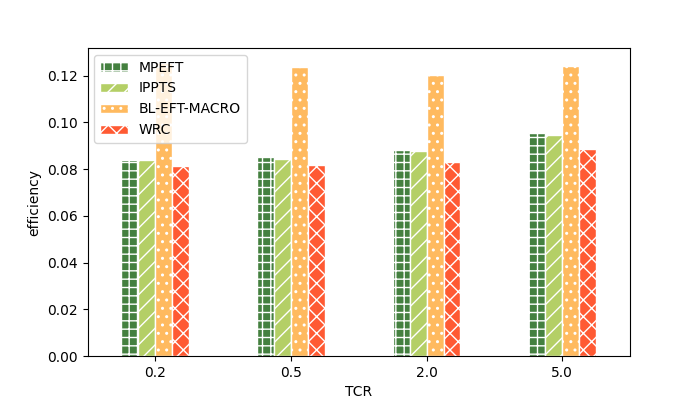 MPEFT
IPPTS
BL-EFT-MACRO
WRC
efficiency
0.12
0.10
0.08
0.06
0.04
0.02
0.00
0.2 0.5 2.0 5.0
TCR